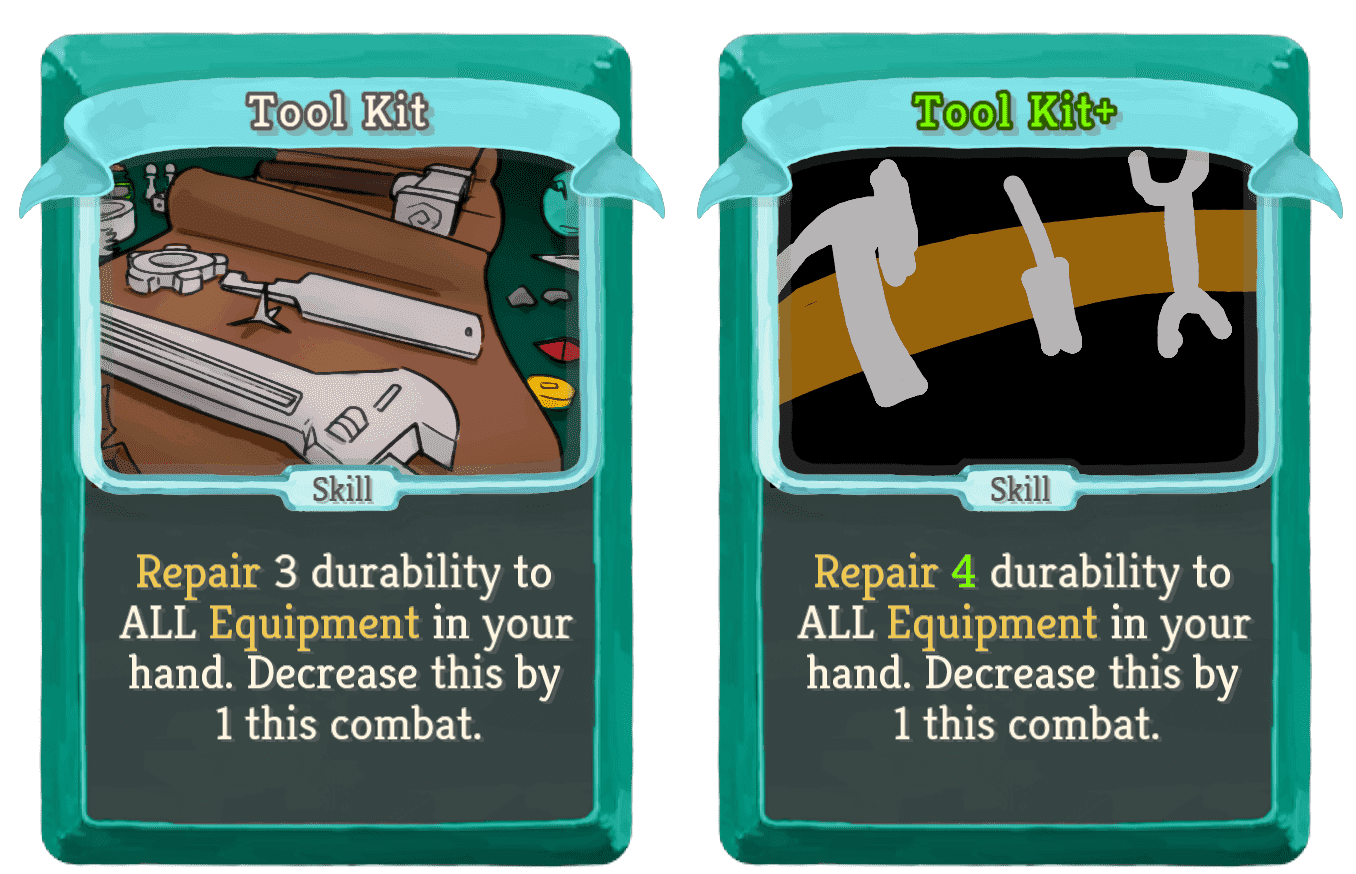 Tool Kit
Skill
Repair 3 durability to
ALL Equipment in your
hand. Decrease this by
1 this combat.
Tool Kit+
Skill
Repair 4 durability to
ALL Equipment in your
hand. Decrease this by
1 this combat.